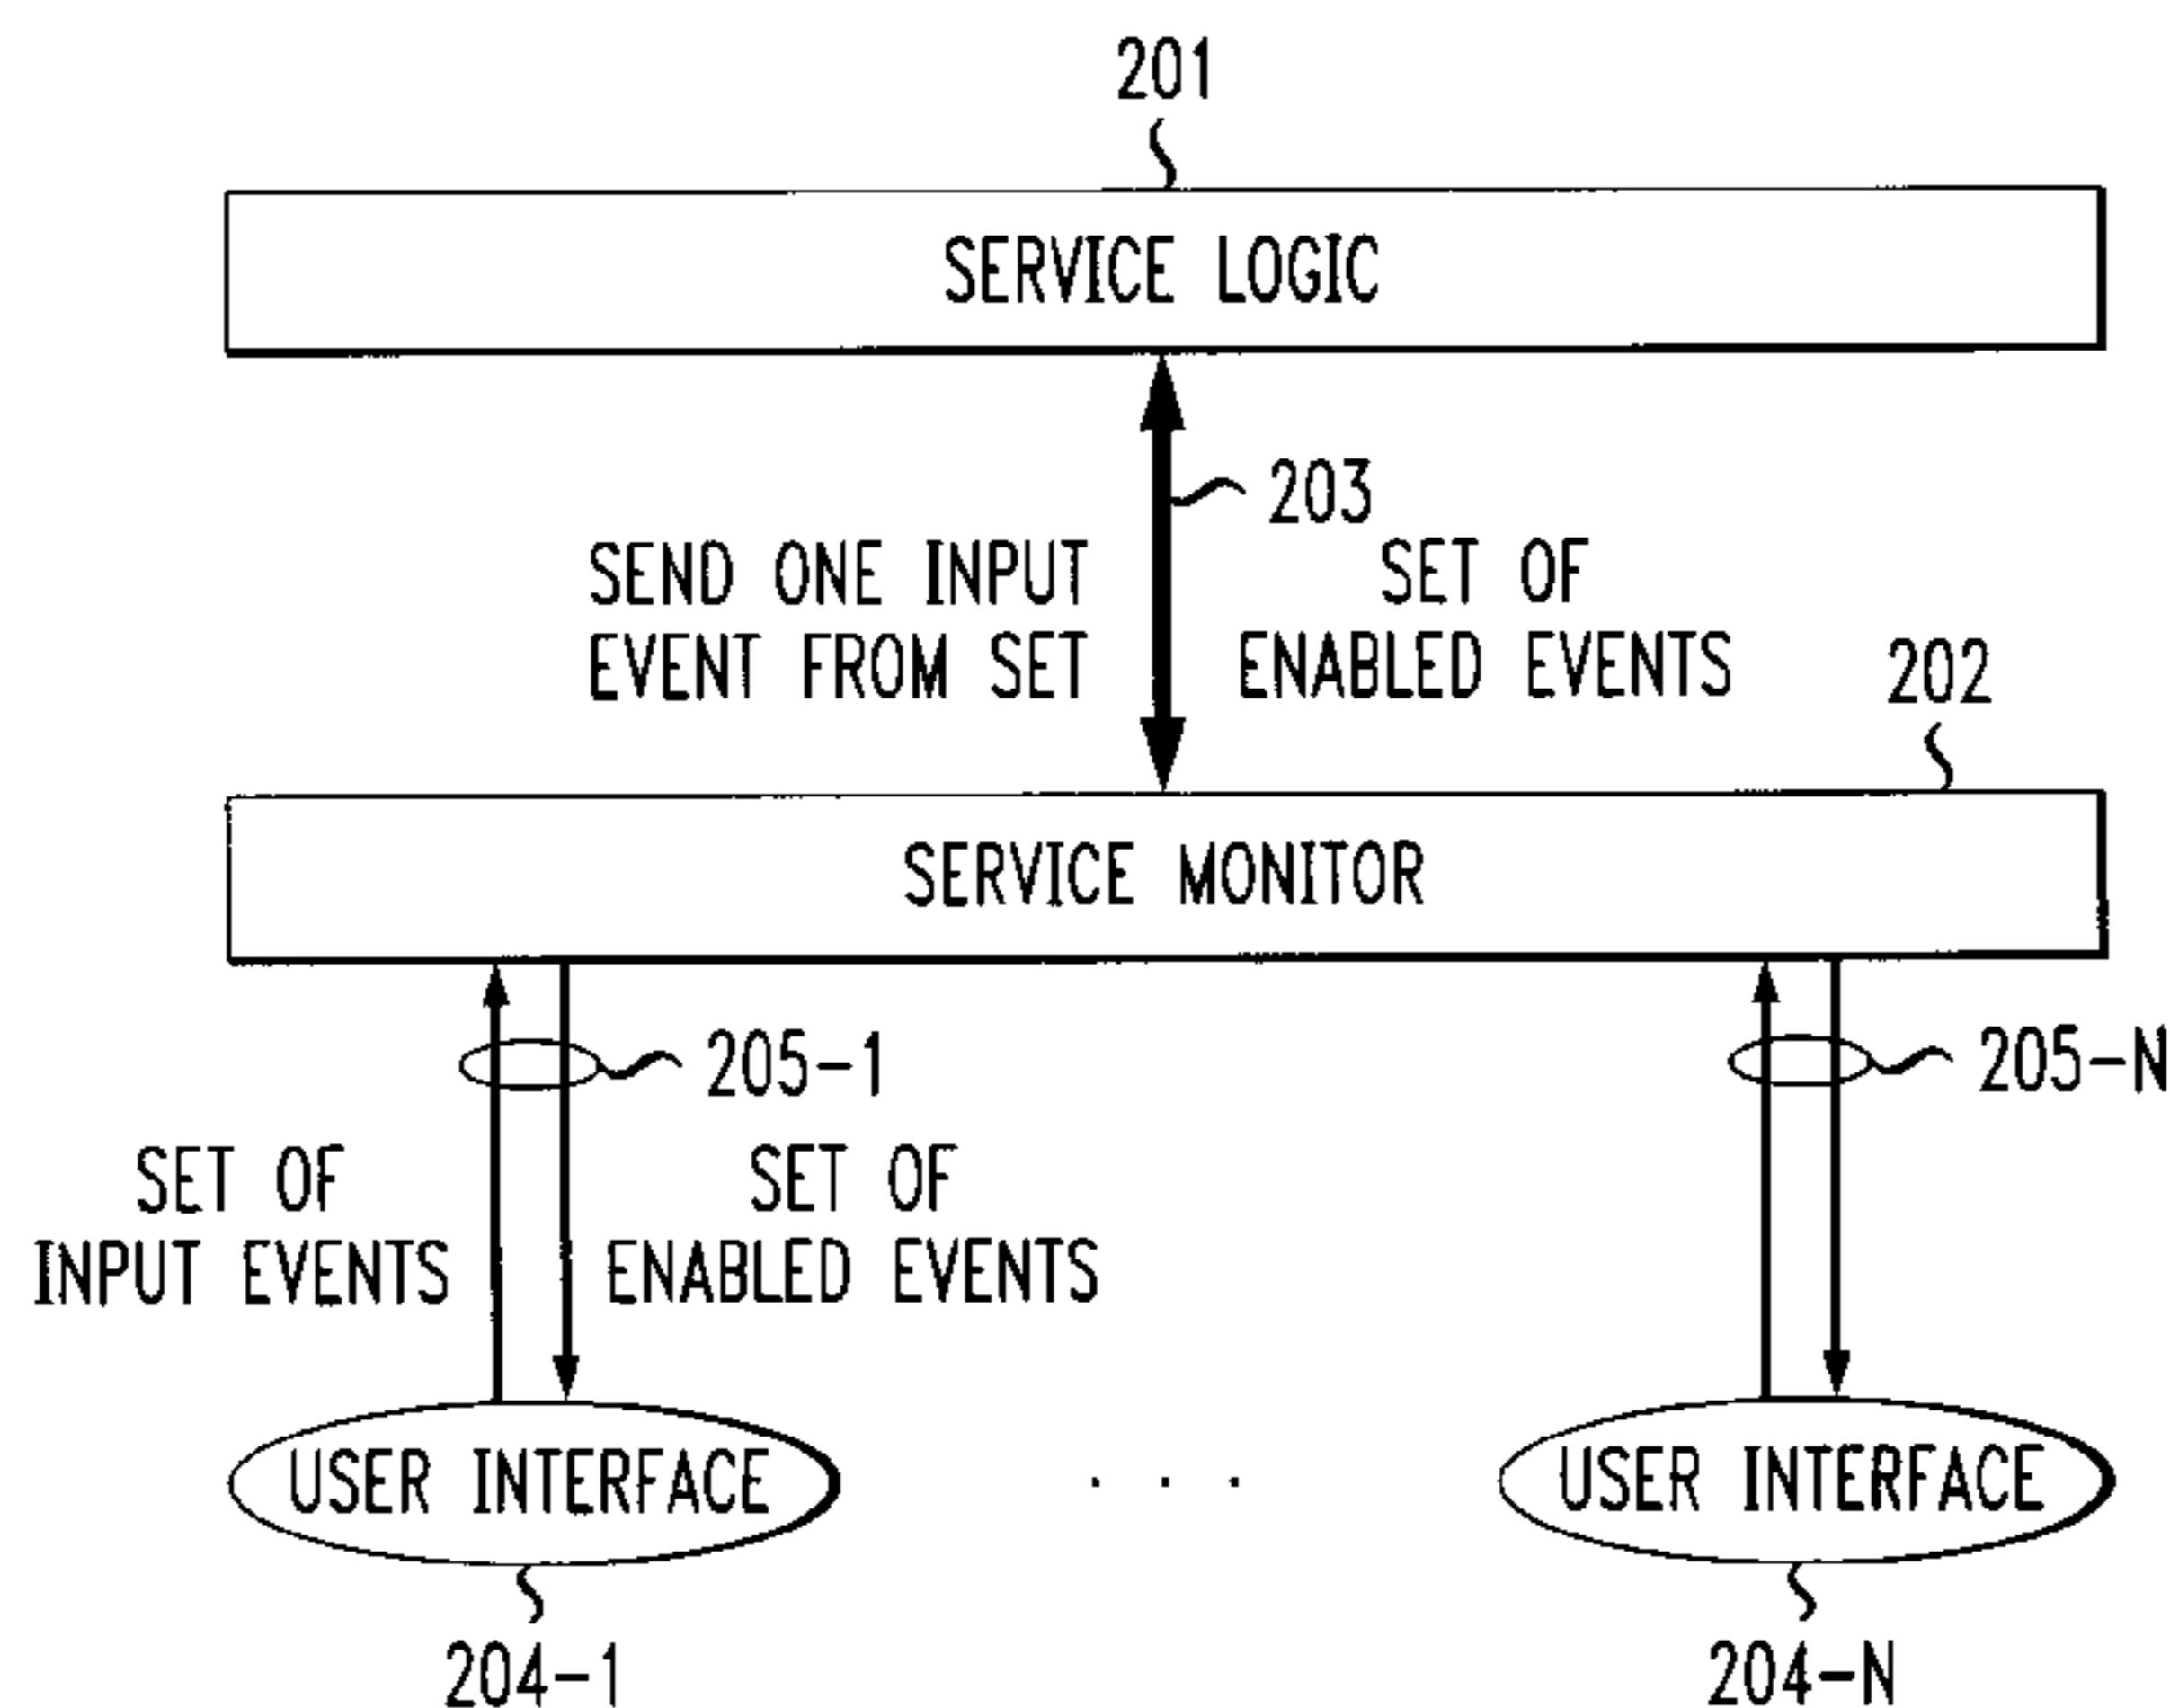 201
SERVICE LOGIC
203
SEND ONE INPUT
EVENT FROM SET
SET OF
ENABLED EVENTS
202
SERVICE MONITOR
205-1
205-N
SET OF
INPUT EVENTS
SET OF
ENABLED EVENTS
USER INTERFACE
. . .
USER INTERFACE
204-1
204-N